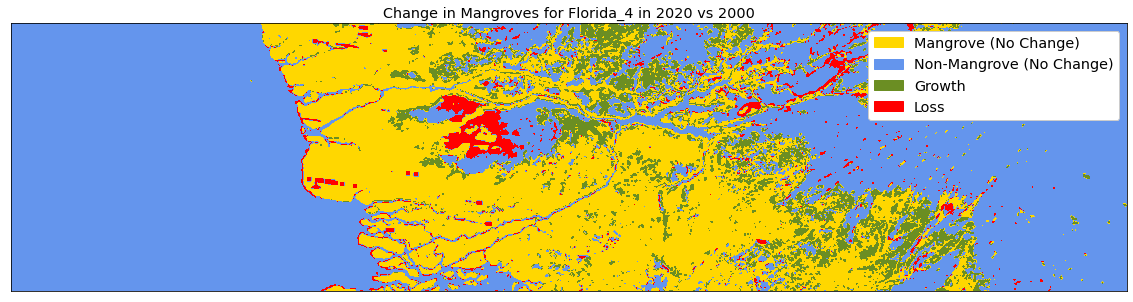 Change in Mangroves for Florida_4 in 2020 vs 2000
Mangrove (No Change)
Non-Mangrove (No Change)
Growth
Loss